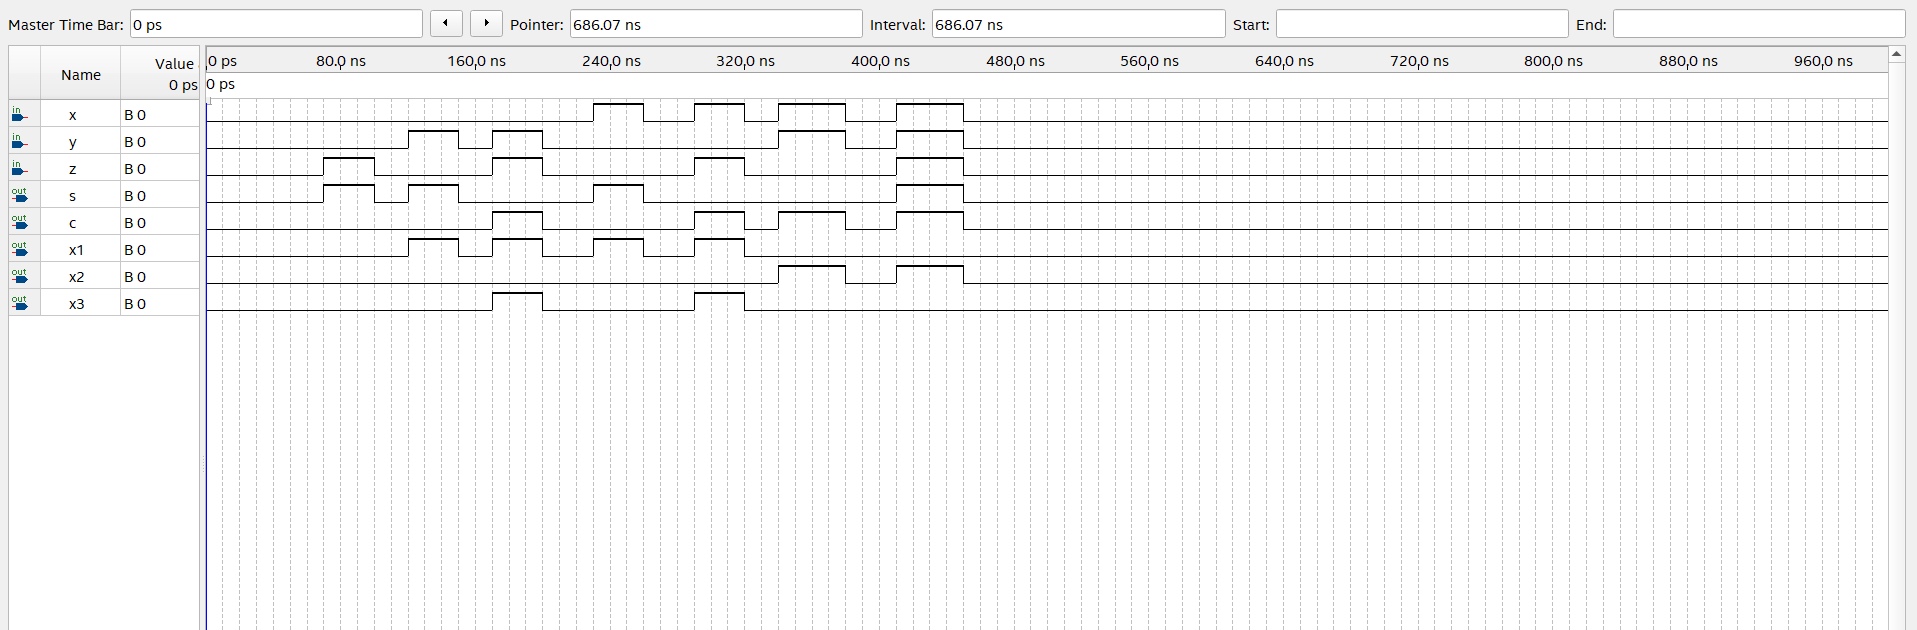 Master Time Bar: 0 ps Pointer: 686.07 ns Interval: 686.07 ns Start: End:
Name Value 0 ps
0 ps 80.0 ns 160.0 ns 240.0 ns 320.0 ns 400.0 ns 480.0 ns 560.0 ns 640.0 ns 720.0 ns 800.0 ns 880.0 ns 960.0 ns
0 ps
in x B 0
in y B 0
in z B 0
out s B 0
out c B 0
out x1 B 0
out x2 B 0
out x3 B 0